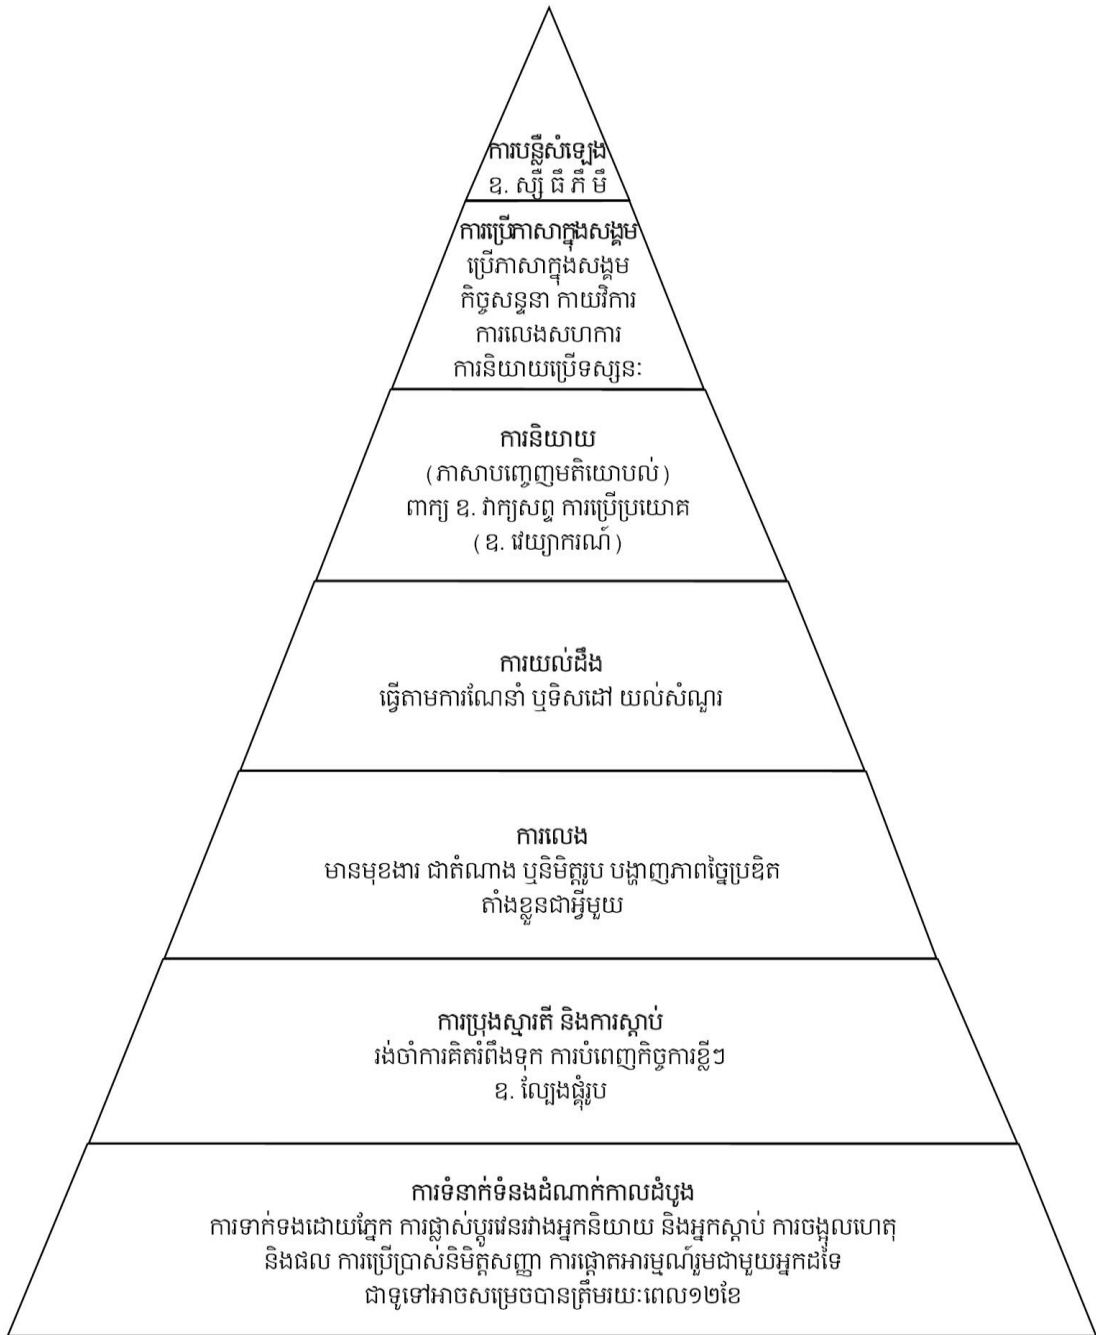 ការបន្លឺសំឡេង
ឧ. ស្ស៊ឺ ធឺ ភឺ មឺ
ការប្រើភាសាក្នុងសង្គម
ប្រើភាសាក្នុងសង្គម
កិច្ចសន្ទនា កាយវិការ
ការលេងសហការ
ការនិយាយប្រើទស្សនៈ
ការនិយាយ
(ភាសាបញ្ចេញមតិយោបល់)
ពាក្យ ឧ. វាក្យសព្ទ ការប្រើប្រយោគ
(ឧ. វេយ្យាករណ៍)
ការយល់ដឹង
ធ្វើតាមការណែនាំ ឬទិសដៅ យល់សំណួរ
ការលេង
មានមុខងារ ជាតំណាង ឬនិមិត្តរូប បង្ហាញភាពច្នៃប្រឌិត
តាំងខ្លួនជាអ្វីមួយ
ការប្រុងស្មារតី និងការស្តាប់
រង់ចាំការគិតរំពឹងទុក ការបំពេញកិច្ចការខ្លីៗ
ឧ. ល្បែងផ្គុំរូប
ការទំនាក់ទំនងដំណាក់កាលដំបូង
ការទាក់ទងដោយភ្នែក ការផ្លាស់ប្តូរវេនរវាងអ្នកនិយាយ និងអ្នកស្តាប់ ការចង្អុលហេតុ
និងផល ការប្រើប្រាស់និមិត្តសញ្ញា ការផ្តោតអារម្មណ៍រួមជាមួយអ្នកដទៃ
ជាទូទៅអាចសម្រេចបានត្រឹមរយៈពេល១២ខែ